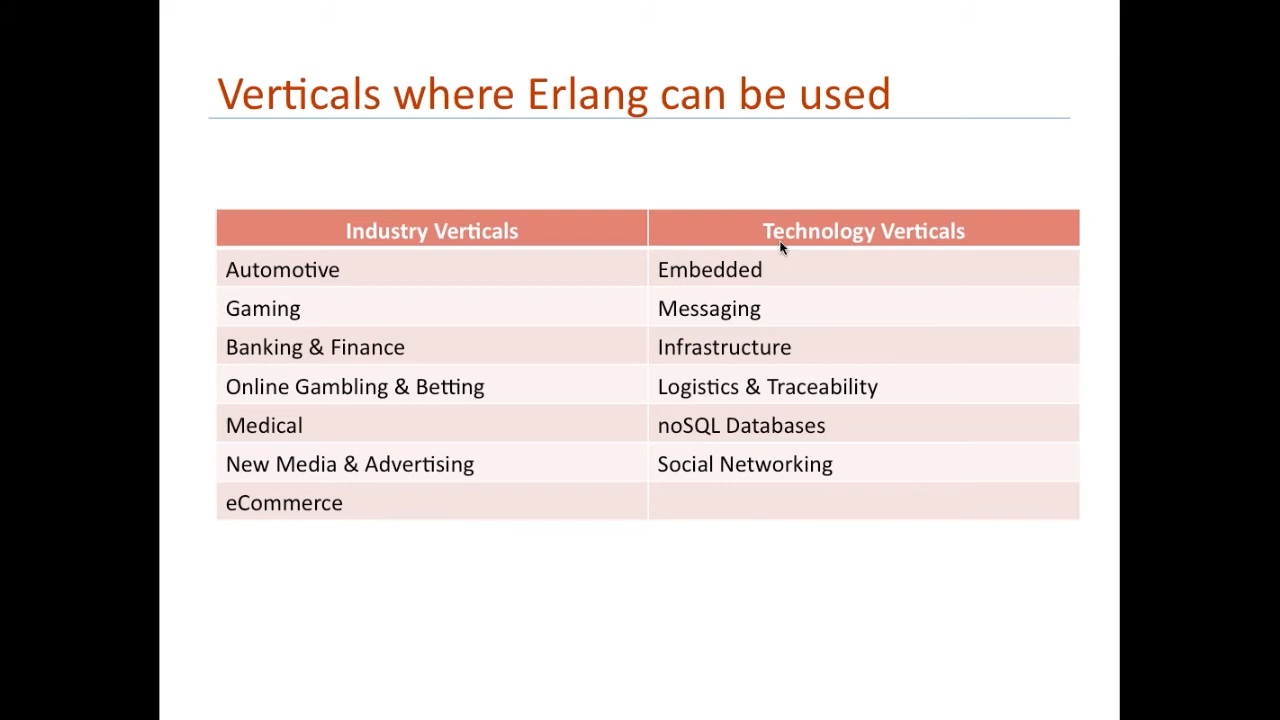 Verticals where Erlang can be used
Industry Verticals Technology Verticals
Automotive Embedded
Gaming Messaging
Banking & Finance Infrastructure
Online Gambling & Betting Logistics & Traceability
Medical noSQL Databases
New Media & Advertising Social Networking
eCommerce